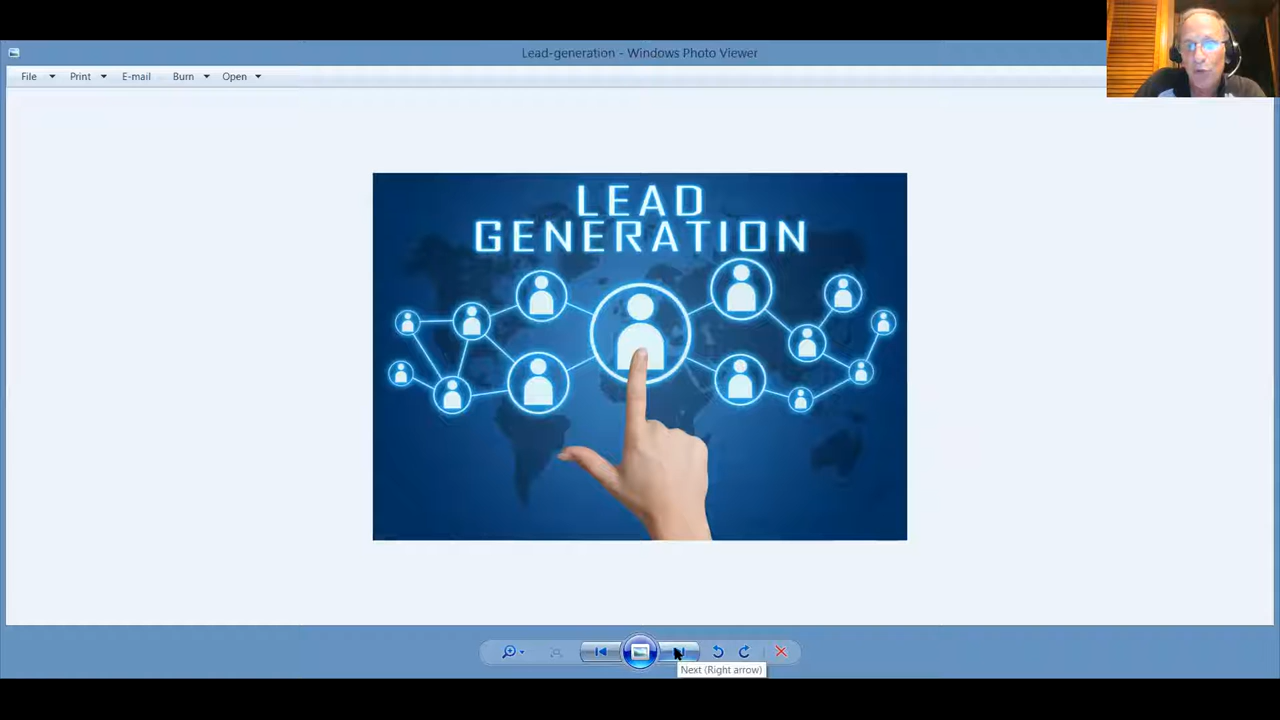 Lead-generation - Windows Photo Viewer
File Print E-mail Burn Open
LEAD
GENERATION
Next (Right arrow)